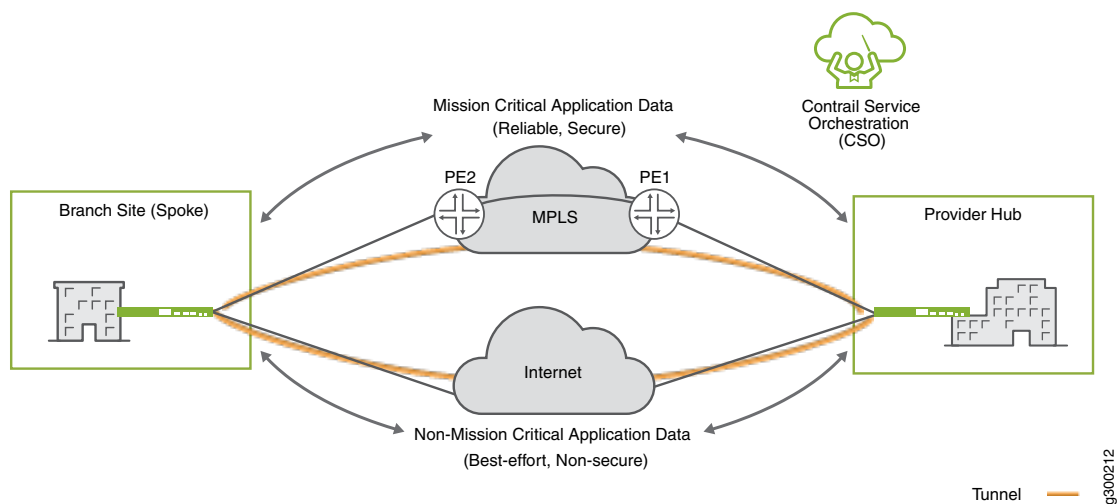 Mission Critical Application Data
(Reliable, Secure)
Contrail Service
Orchestration
(CSO)
PE2
PE1
Branch Site (Spoke)
MPLS
Provider Hub
Internet
Non-Mission Critical Application Data
(Best-effort, Non-secure)
Tunnel
g300212